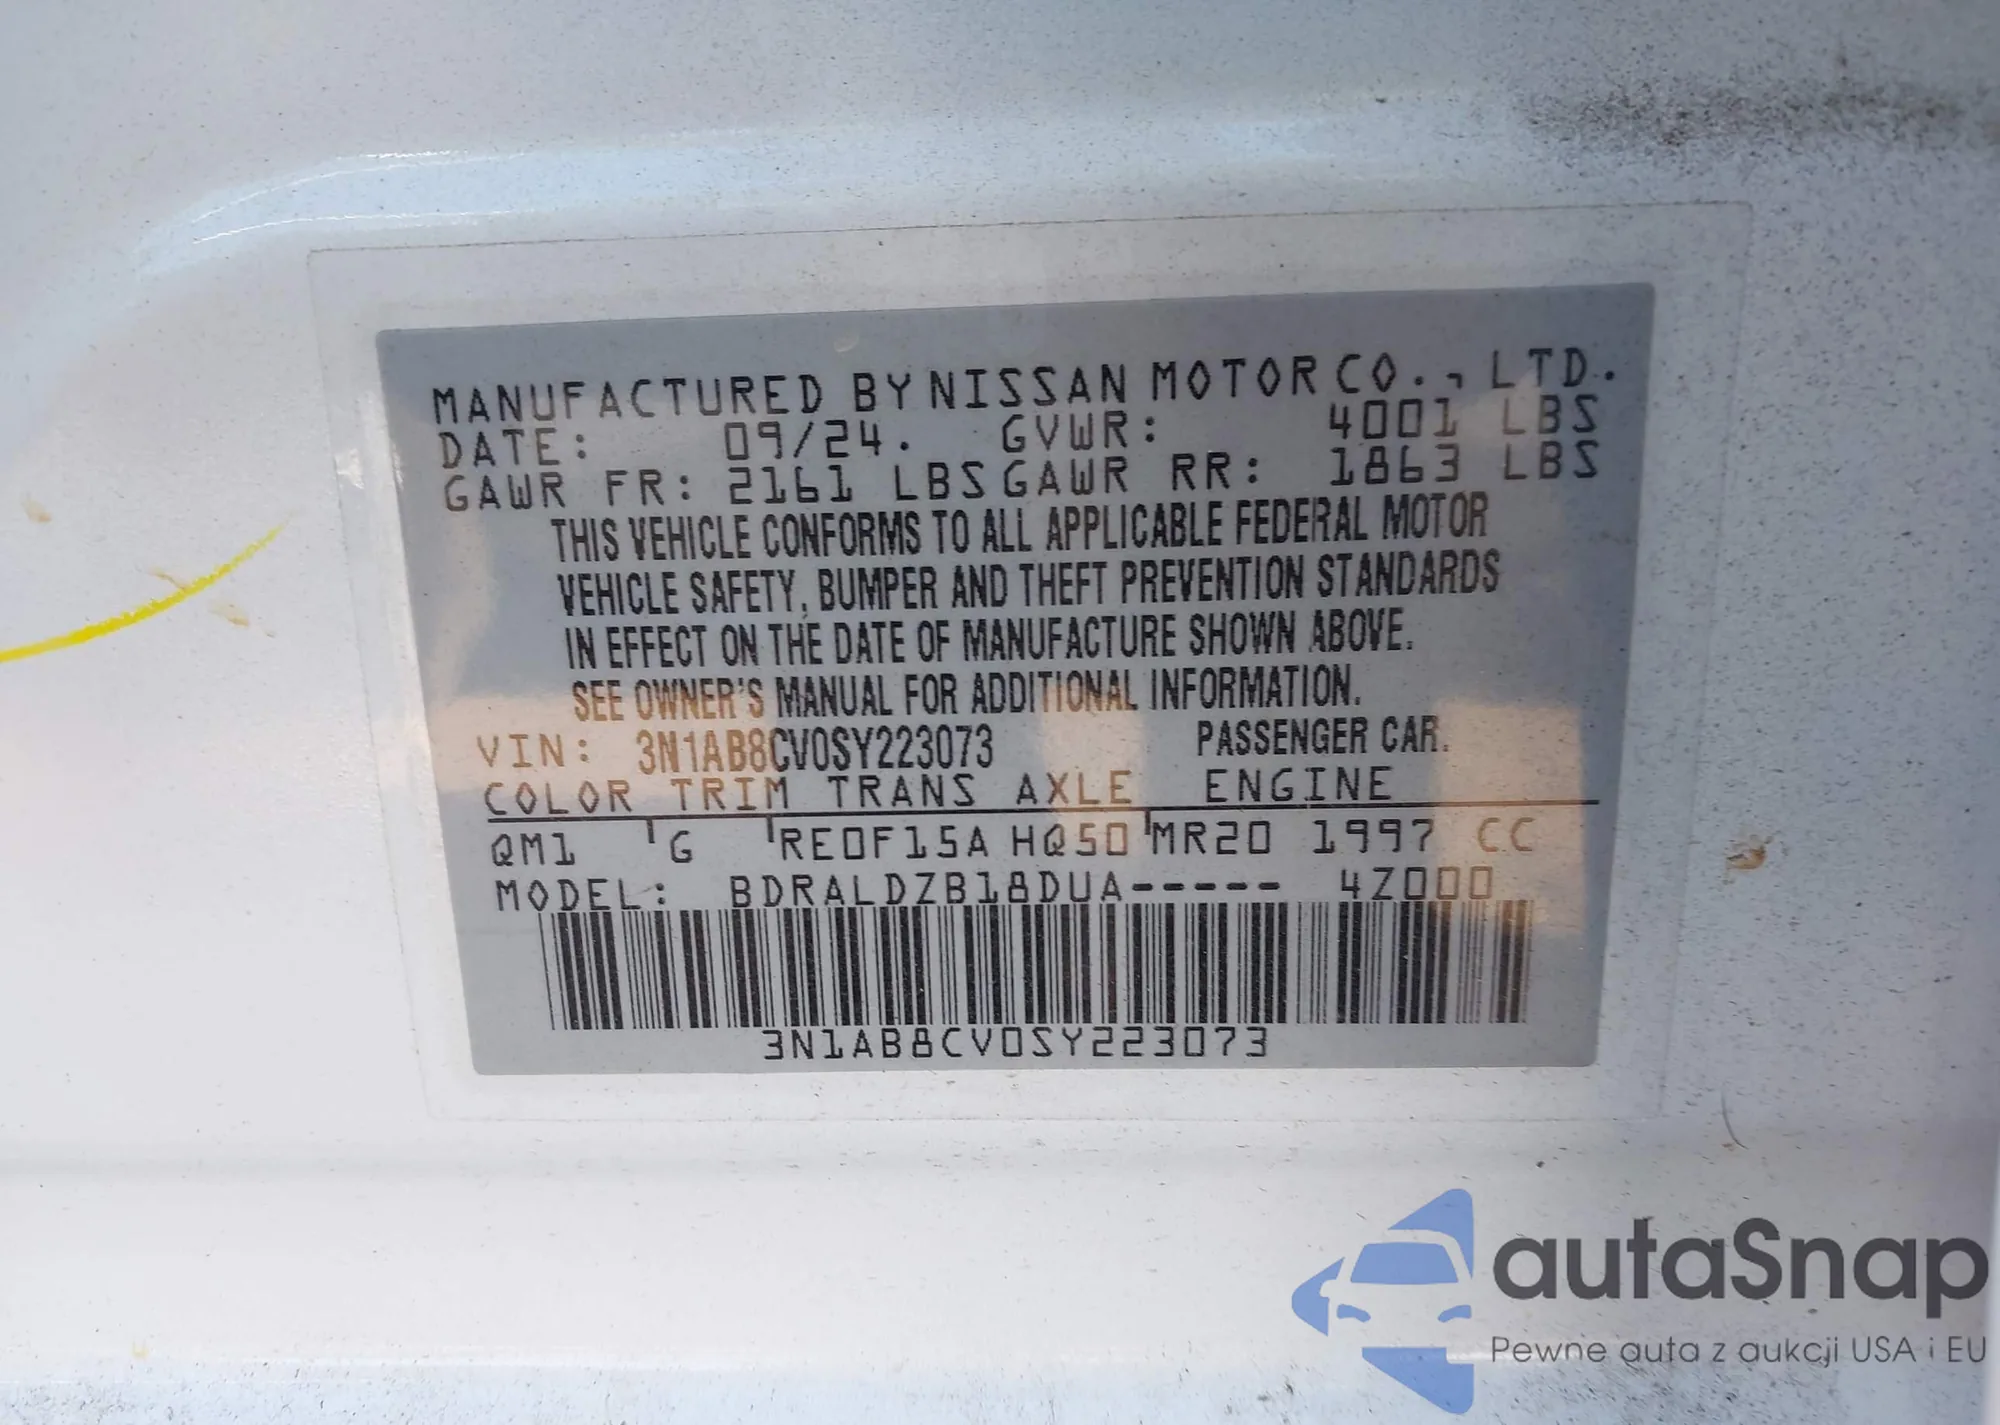 MANUFACTURED BY NISSAN MOTOR CO., LTD.
DATE: 09/24. GVWR: 4001 LBS
GAWR FR: 2161 LBS GAWR RR: 1863 LBS
THIS VEHICLE CONFORMS TO ALL APPLICABLE FEDERAL MOTOR
VEHICLE SAFETY, BUMPER AND THEFT PREVENTION STANDARDS
IN EFFECT ON THE DATE OF MANUFACTURE SHOWN ABOVE.
SEE OWNER'S MANUAL FOR ADDITIONAL INFORMATION.
VIN: 3N1AB8CV0SY223073 PASSENGER CAR.
COLOR TRIM TRANS AXLE ENGINE
QM1 G RE0F15A HQ50 MR20 1997 CC
MODEL: BDRALDZB18DUA----- 4Z000
3N1AB8CV0SY223073
autaSnap
Pewne auta z aukcji USA i EU